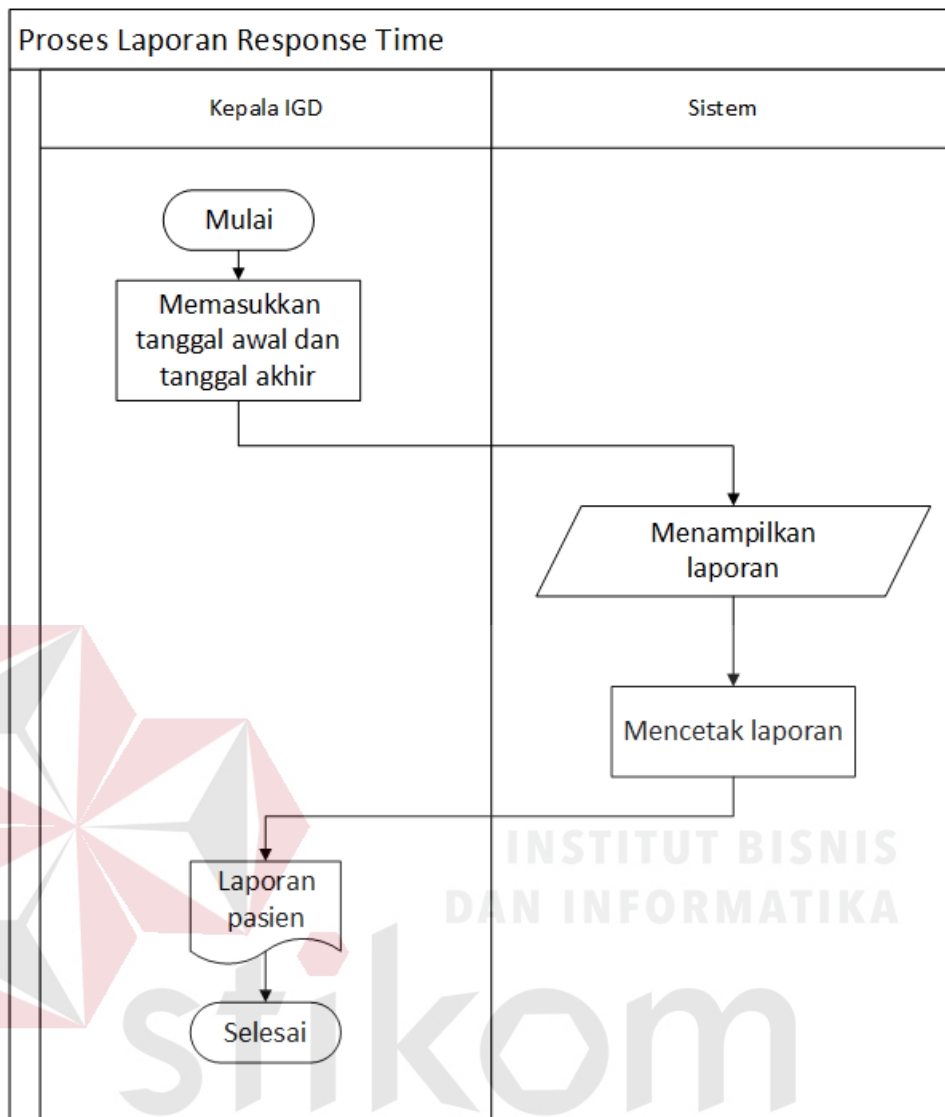 Proses Laporan Response Time
Kepala IGD
Sistem
Mulai
Memasukkan
tanggal awal dan
tanggal akhir
Menampilkan
laporan
Mencetak laporan
INSTITUT BISNIS
DAN INFORMATIKA
Laporan
pasien
stikom
Selesai